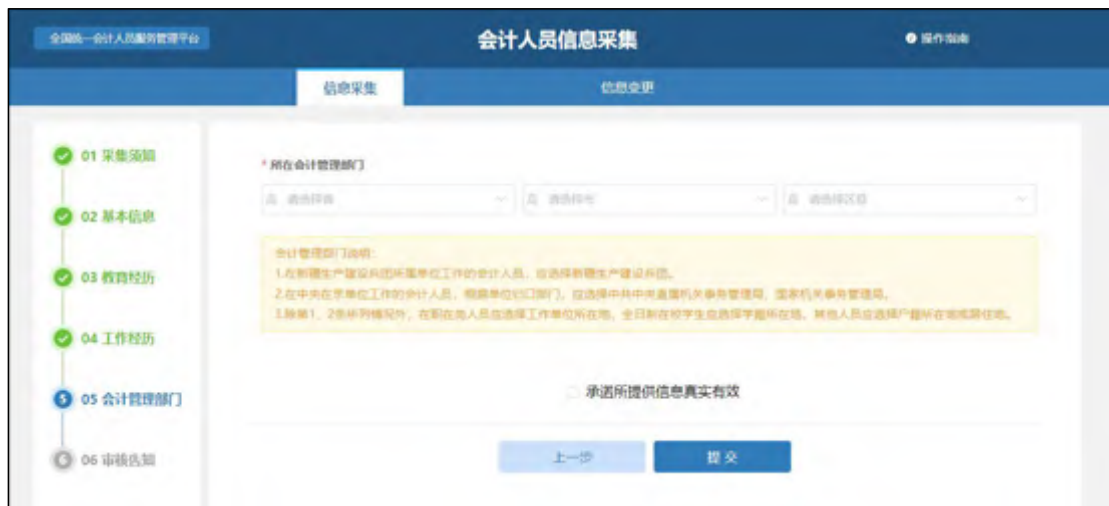 全国统一会计人员服务管理平台
会计人员信息采集
操作指南
信息采集
信息变更
01 采集须知
02 基本信息
03 教育经历
04 工作经历
5 05 会计管理部门
6 06 审核告知
* 所在会计管理部门
请选择省
请选择市
请选择区县
会计管理部门说明:
1.在新疆生产建设兵团所属单位工作的会计人员，应选择新疆生产建设兵团。
2.在中央在京单位工作的会计人员，根据单位归口部门，应选择中共中央直属机关事务管理局，国家机关事务管理局。
3.除第1、2条所列情况外，在职在岗人员应选择工作单位所在地，全日制在校学生应选择学籍所在地。其他人员应选择户籍所在地或居住地。
承诺所提供信息真实有效
上一步
提交